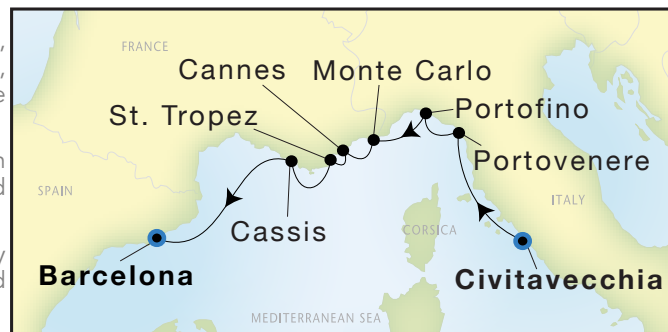 FRANCE
Cannes
Monte Carlo
St. Tropez
Portofino
Portovenere
SPAIN
ITALY
Cassis
CORSICA
Barcelona
Civitavecchia
MEDITERRANEAN SEA